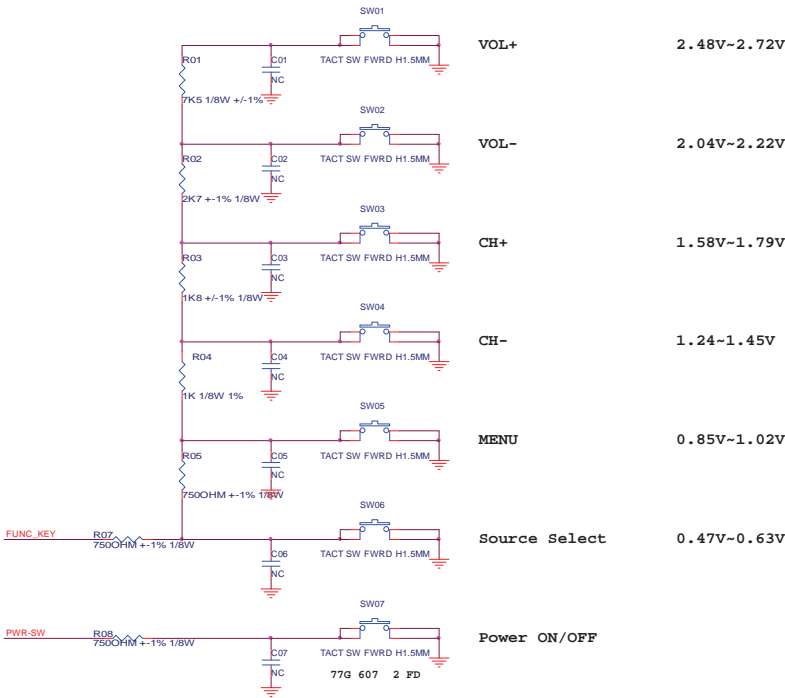 SW01
R01 C01 TACT SW FWRD H1.5MM VOL+ 2.48V~2.72V
NC
7K5 1/8W +/-1%
SW02
R02 C02 TACT SW FWRD H1.5MM VOL- 2.04V~2.22V
NC
2K7 +-1% 1/8W
SW03
R03 C03 TACT SW FWRD H1.5MM CH+ 1.58V~1.79V
NC
1K8 +/-1% 1/8W
SW04
R04 C04 TACT SW FWRD H1.5MM CH- 1.24~1.45V
NC
1K 1/8W 1%
SW05
R05 C05 TACT SW FWRD H1.5MM MENU 0.85V~1.02V
NC
750OHM +-1% 1/8W
SW06
FUNC_KEY R07 Source Select 0.47V~0.63V
750OHM +-1% 1/8W
C06 TACT SW FWRD H1.5MM
NC
SW07
PWR-SW R08 Power ON/OFF
750OHM +-1% 1/8W
C07 TACT SW FWRD H1.5MM
NC 77G 607 2 FD